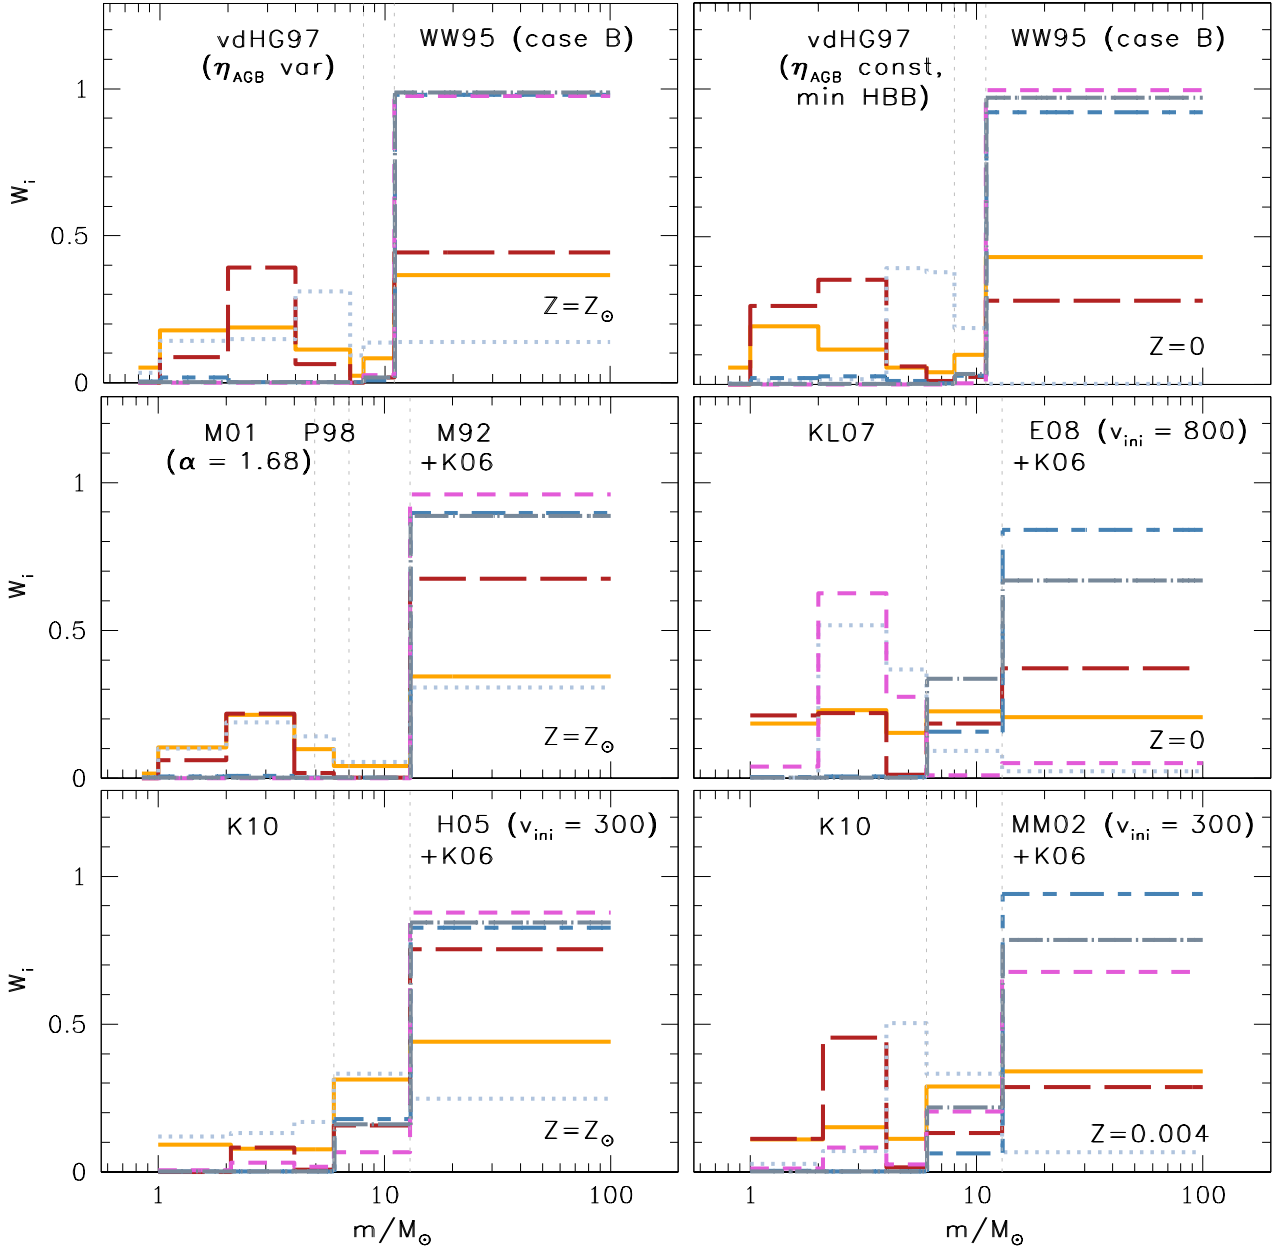 vdHG97
(η_AGB var)
WW95 (case B)
Z=Z_⊙
1
0.5
0
W_i
vdHG97
(η_AGB const,
min HBB)
WW95 (case B)
Z=0
M01
(α = 1.68)
P98
M92
+K06
Z=Z_⊙
1
0.5
0
W_i
KL07
E08 (v_ini = 800)
+K06
Z=0
K10
H05 (v_ini = 300)
+K06
Z=Z_⊙
1
0.5
0
W_i
1
10
100
m/M_⊙
K10
MM02 (v_ini = 300)
+K06
Z=0.004
1
10
100
m/M_⊙